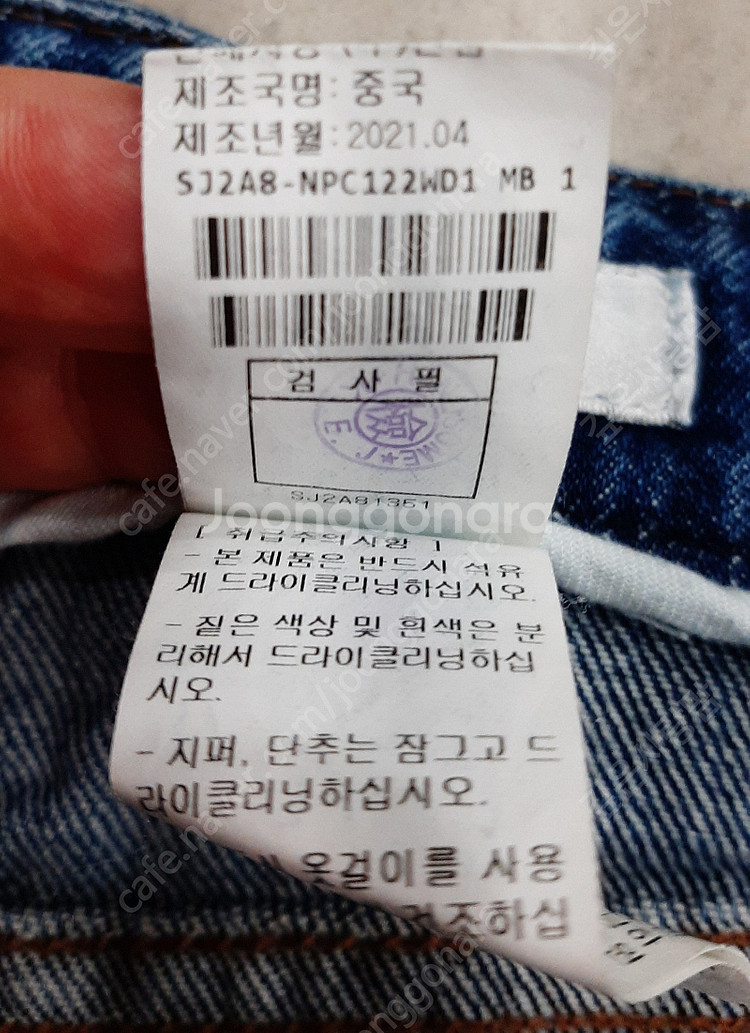 제조국명: 중국
제조년월: 2021.04
SJ2A8-NPC122WD1 MB 1
검 사 필
SJ2A81351
Joonggonara
[ 취급주의사항 ]
- 본 제품은 반드시 석유
계 드라이클리닝하십시오.
- 짙은 색상 및 흰색은 분
리해서 드라이클리닝하십
시오.
- 지퍼, 단추는 잠그고 드
라이클리닝하십시오.
옷걸이를 사용
건조하십